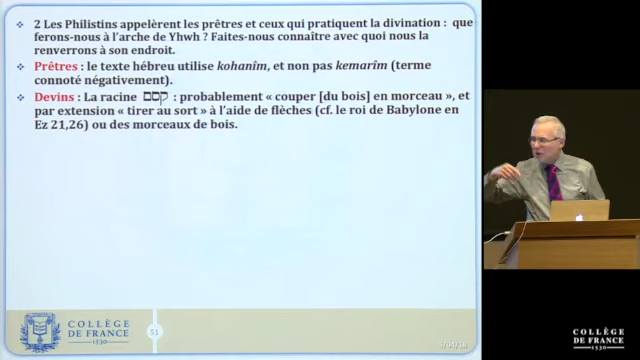 2 Les Philistins appelèrent les prêtres et ceux qui pratiquent la divination : que
ferons-nous à l'arche de Yhwh ? Faites-nous connaître avec quoi nous la
renverrons à son endroit.
Prêtres : le texte hébreu utilise kohanîm, et non pas kemarîm (terme
connoté négativement).
Devins : La racine קסם : probablement « couper [du bois] en morceau », et
par extension « tirer au sort » à l'aide de flèches (cf. le roi de Babylone en
Ez 21,26) ou des morceaux de bois.
COLLÈGE
DE FRANCE
1530
51
COLLÈGE
DE FRANCE
1530